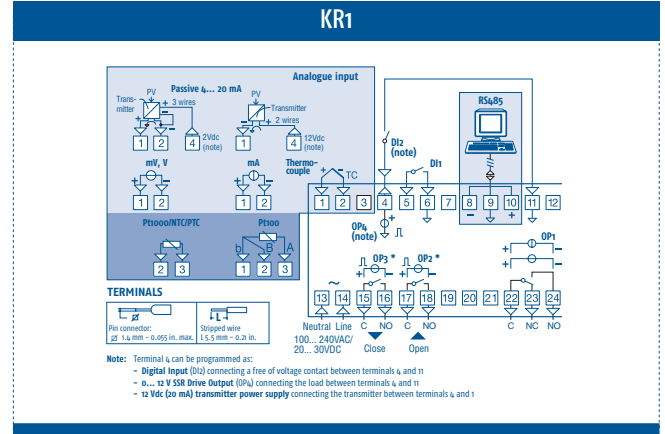 KR1
Analogue input
Passive 4... 20 mA
PV
Trans-
mitter
3 wires
+
-
1 2 4
2Vdc
(note)
PV
Transmitter
2 wires
+
-
1 4
12Vdc
(note)
mV, V
+ -
1 2
mA
+ -
1 2
Thermo-
couple
+ -
TC
Pt1000/NTC/PTC
2 3
Pt100
b B A
1 2 3
DI2
(note)
DI1
RS485
1 2 3 4 5 6 7 8 9 10 11 12
- +
OP4
(note)
+
OP3 *
+ -
OP2 *
+ -
OP1
+ -
+ -
~
13 14 15 16 17 18 19 20 21 22 23 24
Neutral Line C NO C NO C NC NO
100... 240VAC/
20... 30VDC
Close Open
TERMINALS
Pin connector:
Ø 1.4 mm - 0.055 in. max.
L
Stripped wire
L 5.5 mm - 0.21 in.
Note: Terminal 4 can be programmed as:
- Digital Input (DI2) connecting a free of voltage contact between terminals 4 and 11
- 0... 12 V SSR Drive Output (OP4) connecting the load between terminals 4 and 11
- 12 Vdc (20 mA) transmitter power supply connecting the transmitter between terminals 4 and 1